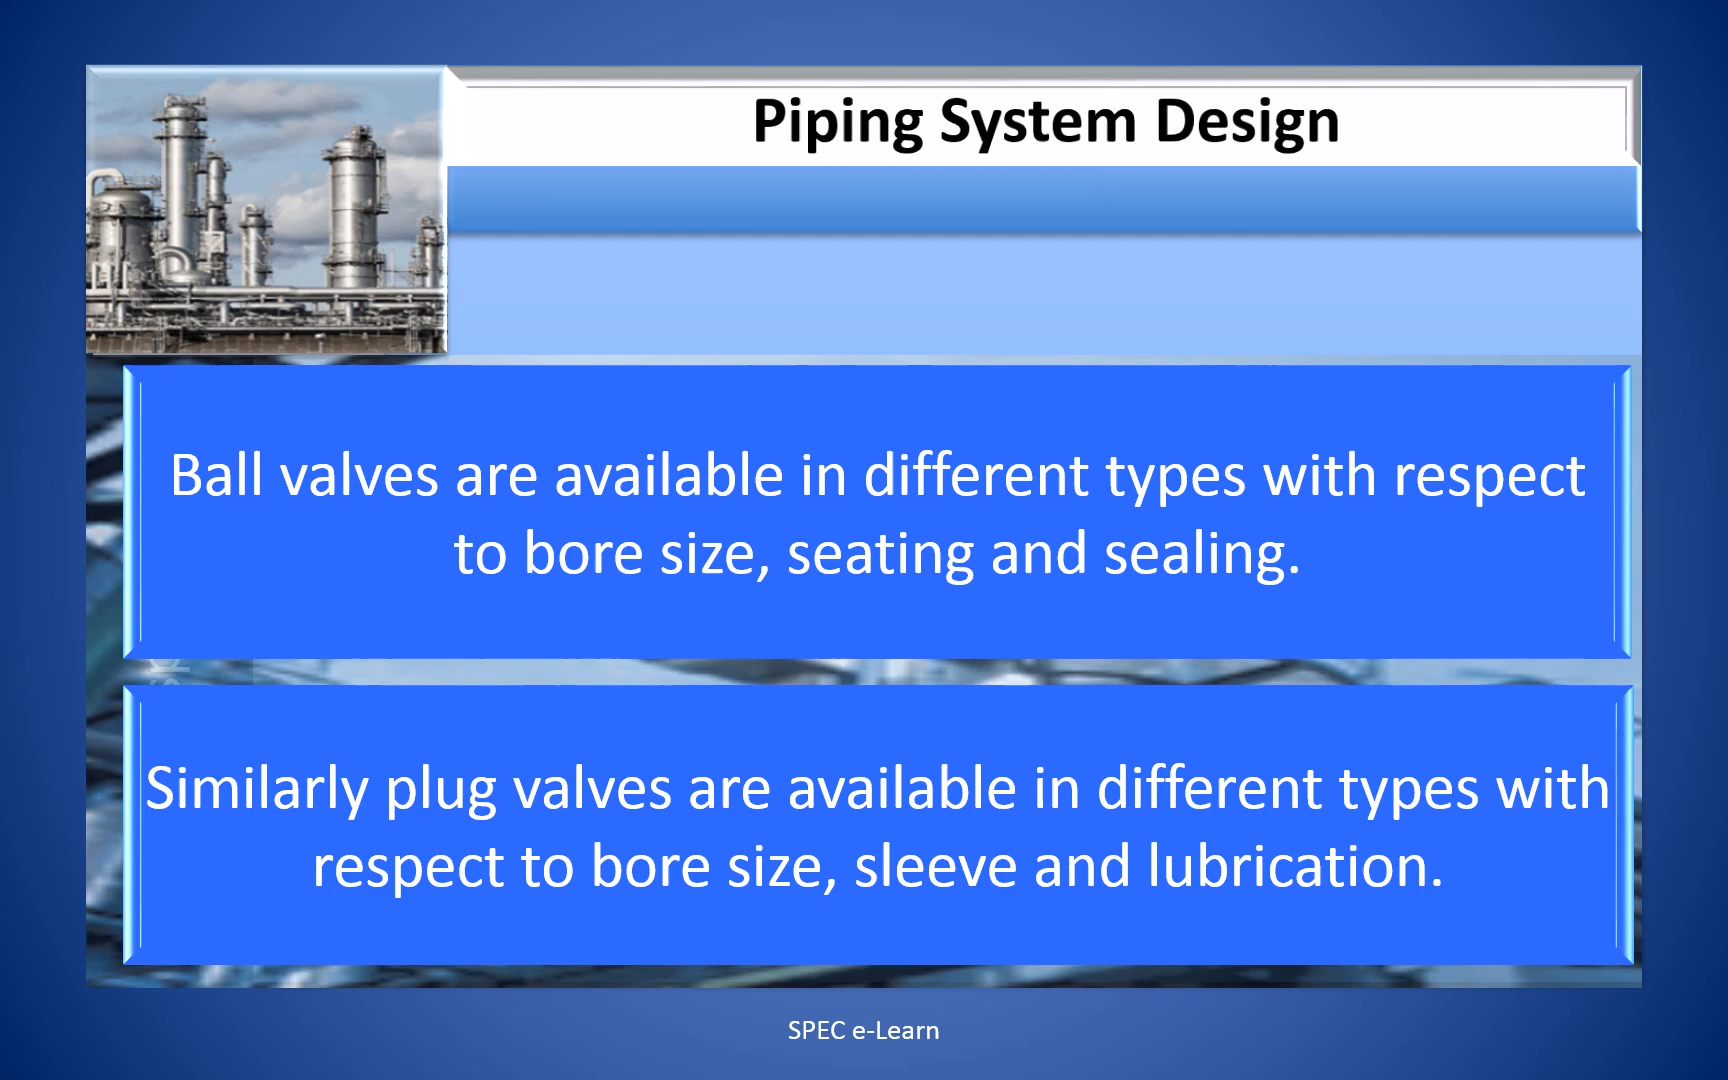 Piping System Design
Ball valves are available in different types with respect
to bore size, seating and sealing.
Similarly plug valves are available in different types with
respect to bore size, sleeve and lubrication.
SPEC e-Learn